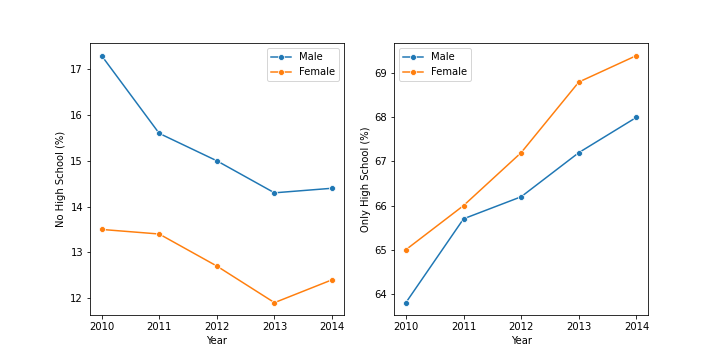 Male
Female
17
16
15
14
13
12
No High School (%)
2010 2011 2012 2013 2014
Year
Male
Female
69
68
67
66
65
64
Only High School (%)
2010 2011 2012 2013 2014
Year